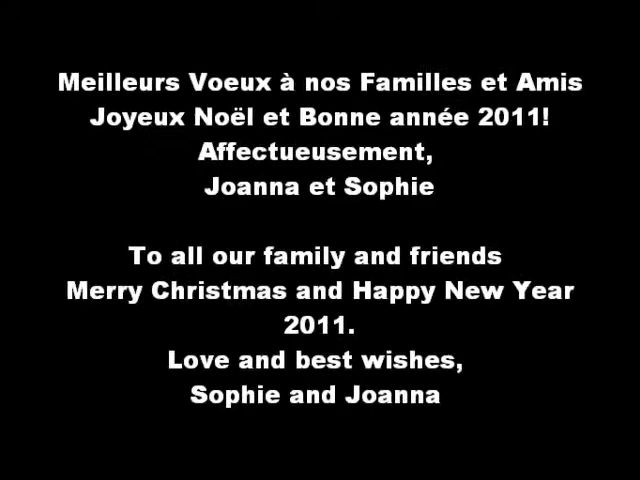 Meilleurs Voeux à nos Familles et Amis
Joyeux Noël et Bonne année 2011!
Affectueusement,
Joanna et Sophie
To all our family and friends
Merry Christmas and Happy New Year
2011.
Love and best wishes,
Sophie and Joanna